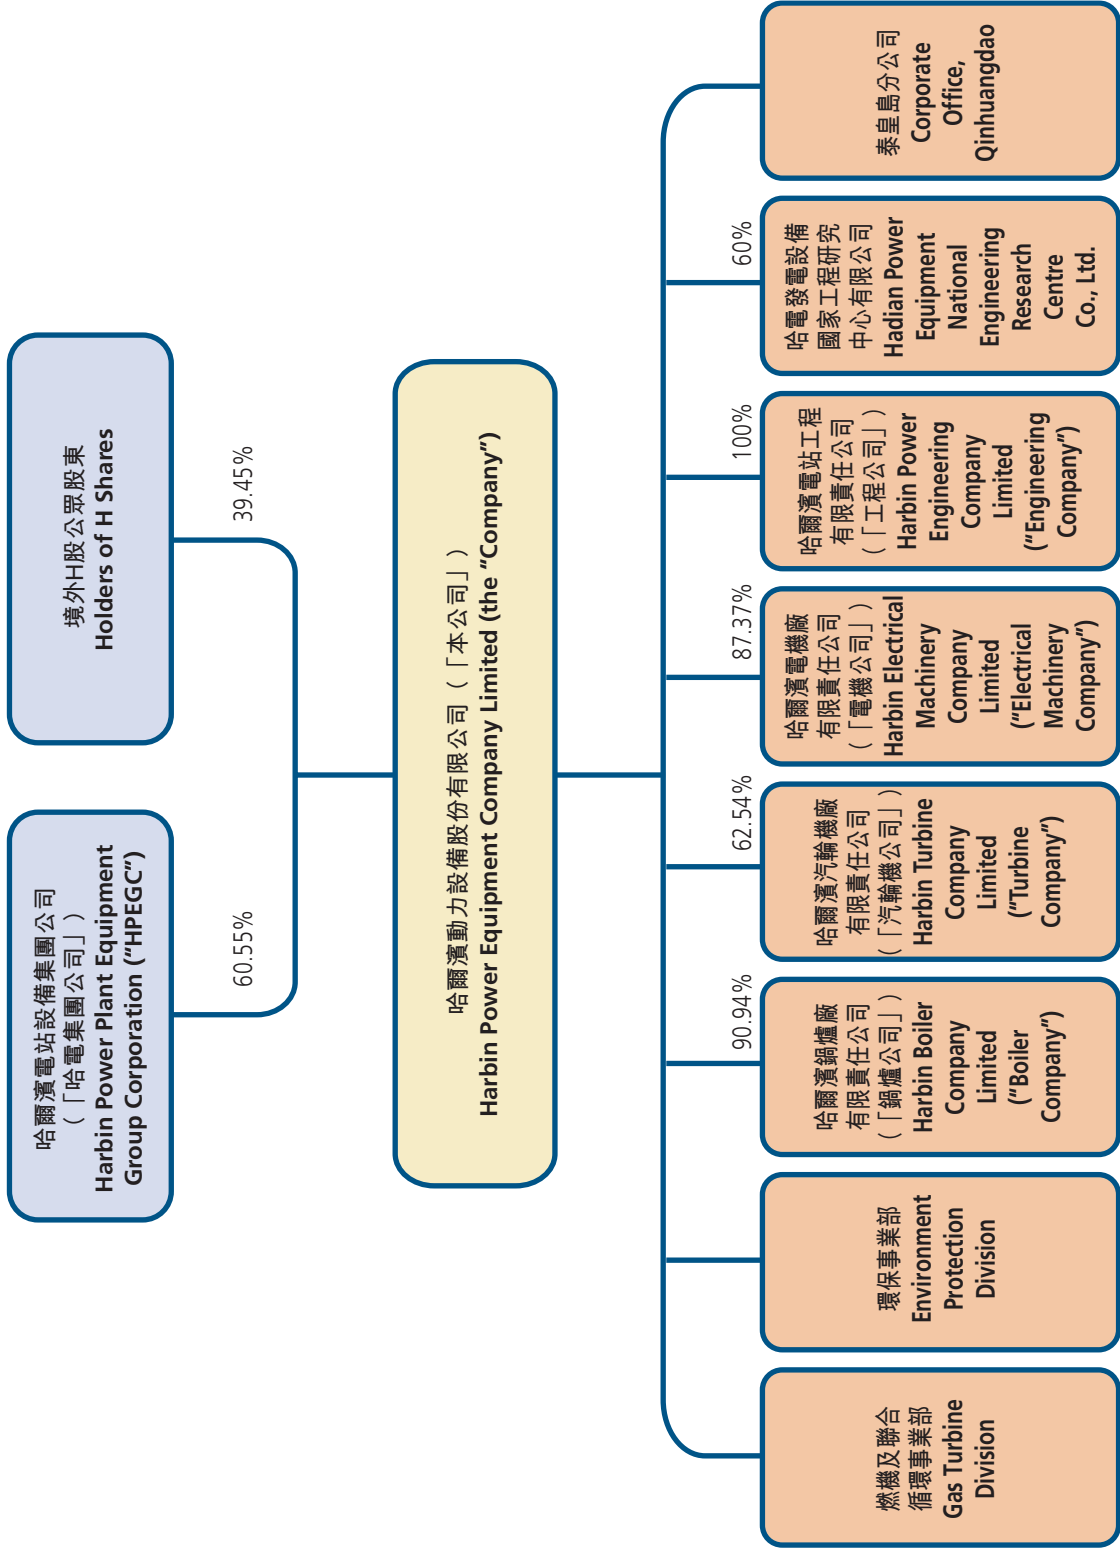 哈爾濱電站設備集團公司
(「哈電集團公司」)
Harbin Power Plant Equipment
Group Corporation (“HPEGC”)
境外H股公眾股東
Holders of H Shares
60.55%
39.45%
哈爾濱動力設備股份有限公司(「本公司」)
Harbin Power Equipment Company Limited (the “Company”)
燃機及聯合
循環事業部
Gas Turbine
Division
環保事業部
Environment
Protection
Division
90.94%
哈爾濱鍋爐廠
有限責任公司
(「鍋爐公司」)
Harbin Boiler
Company
Limited
(“Boiler
Company”)
62.54%
哈爾濱汽輪機廠
有限責任公司
(「汽輪機公司」)
Harbin Turbine
Company
Limited
(“Turbine
Company”)
87.37%
哈爾濱電機廠
有限責任公司
(「電機公司」)
Harbin Electrical
Machinery
Company
Limited
(“Electrical
Machinery
Company”)
100%
哈爾濱電站工程
有限責任公司
(「工程公司」)
Harbin Power
Engineering
Company
Limited
(“Engineering
Company”)
60%
哈電發電設備
國家工程研究
中心有限公司
Hadian Power
Equipment
National
Engineering
Research
Centre
Co., Ltd.
泰皇島分公司
Corporate
Office,
Qinhuangdao